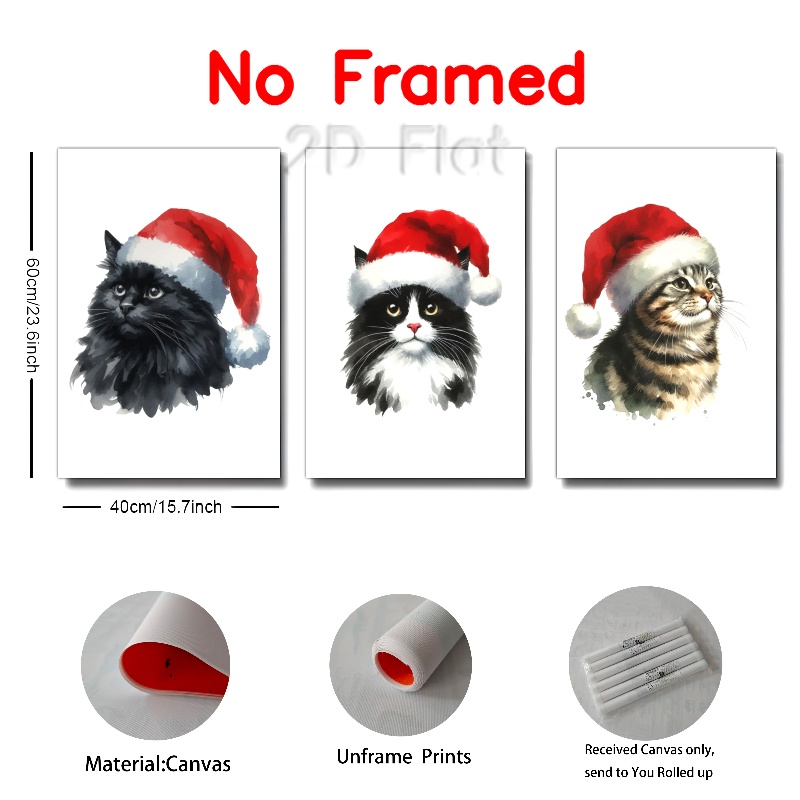 No Framed
2D Flat
60cm/23.6inch
40cm/15.7inch
Material:Canvas
Unframe Prints
Received Canvas only,
send to You Rolled up